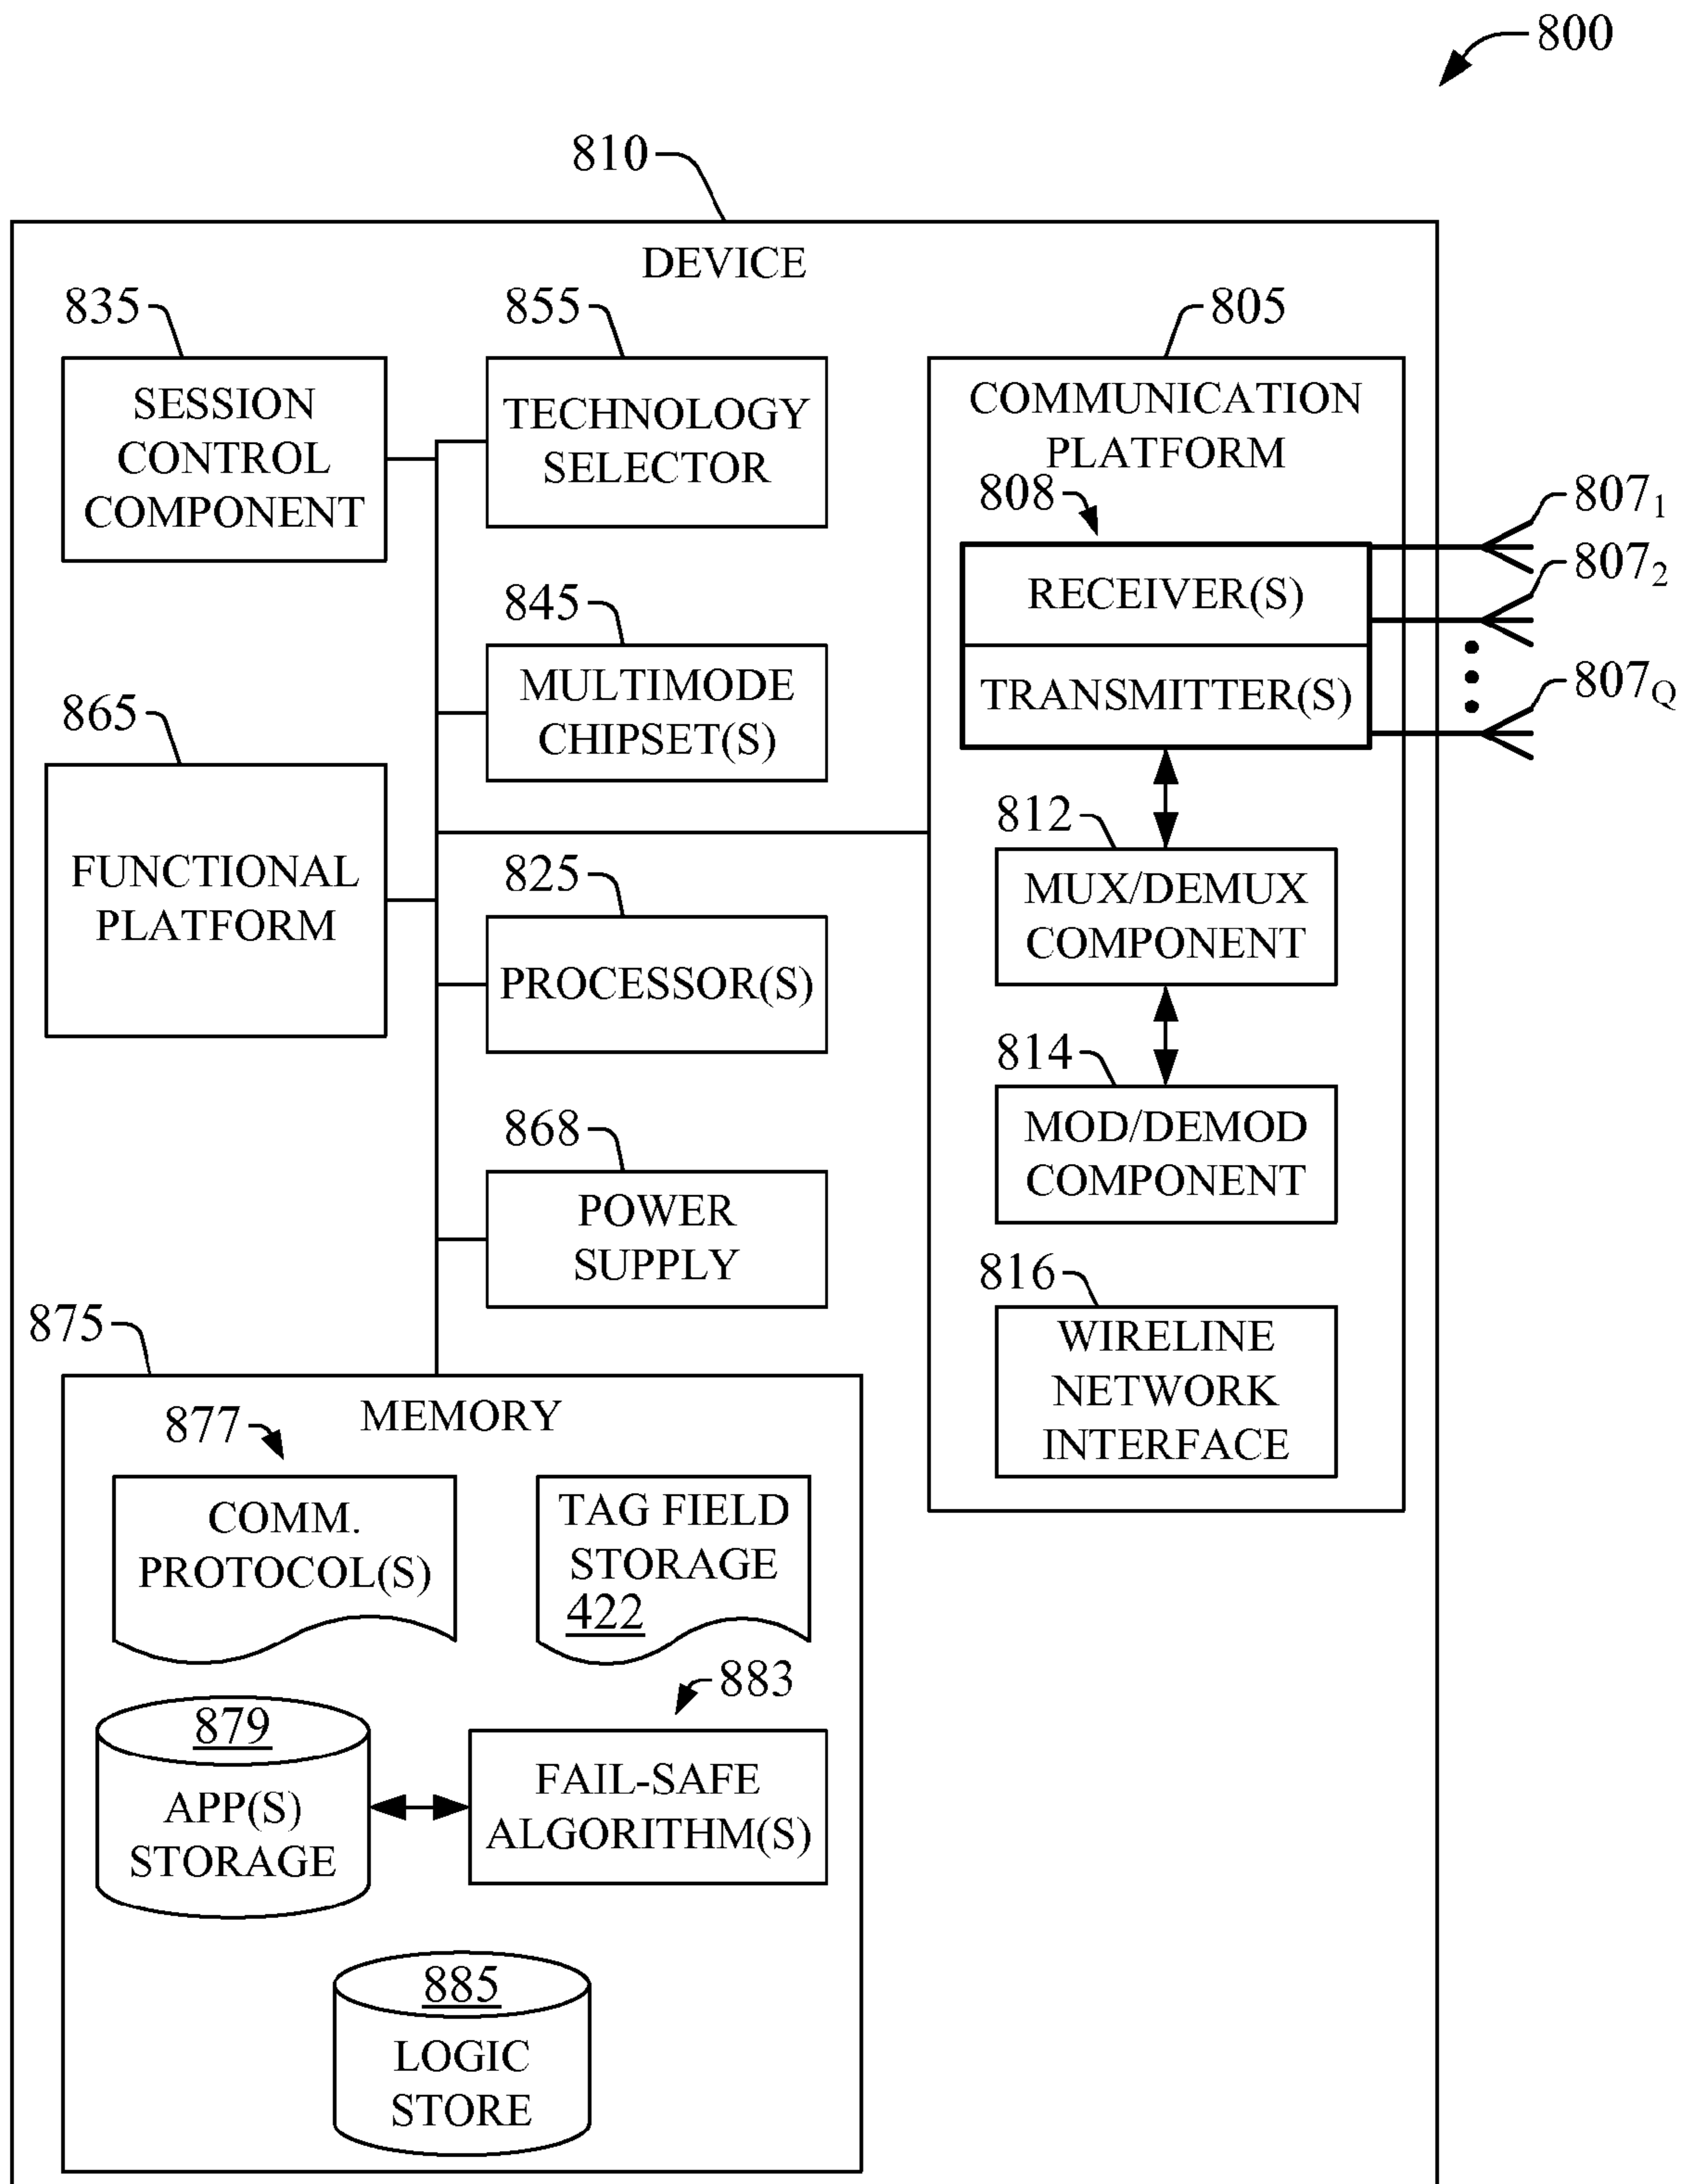 800
810
DEVICE
835
SESSION
CONTROL
COMPONENT
855
TECHNOLOGY
SELECTOR
845
MULTIMODE
CHIPSET(S)
865
FUNCTIONAL
PLATFORM
825
PROCESSOR(S)
868
POWER
SUPPLY
805
COMMUNICATION
PLATFORM
808
RECEIVER(S)
TRANSMITTER(S)
807₁
807₂
807Q
812
MUX/DEMUX
COMPONENT
814
MOD/DEMOD
COMPONENT
816
WIRELINE
NETWORK
INTERFACE
875
MEMORY
877
COMM.
PROTOCOL(S)
TAG FIELD
STORAGE
422
879
APP(S)
STORAGE
883
FAIL-SAFE
ALGORITHM(S)
885
LOGIC
STORE